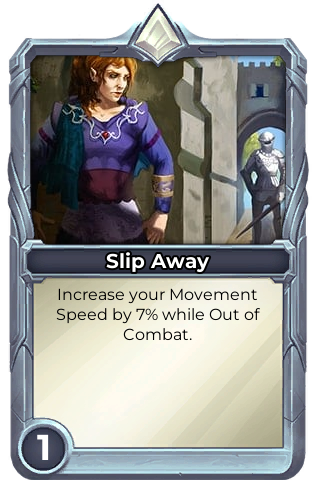 Slip Away
Increase your Movement
Speed by 7% while Out of
Combat.
1